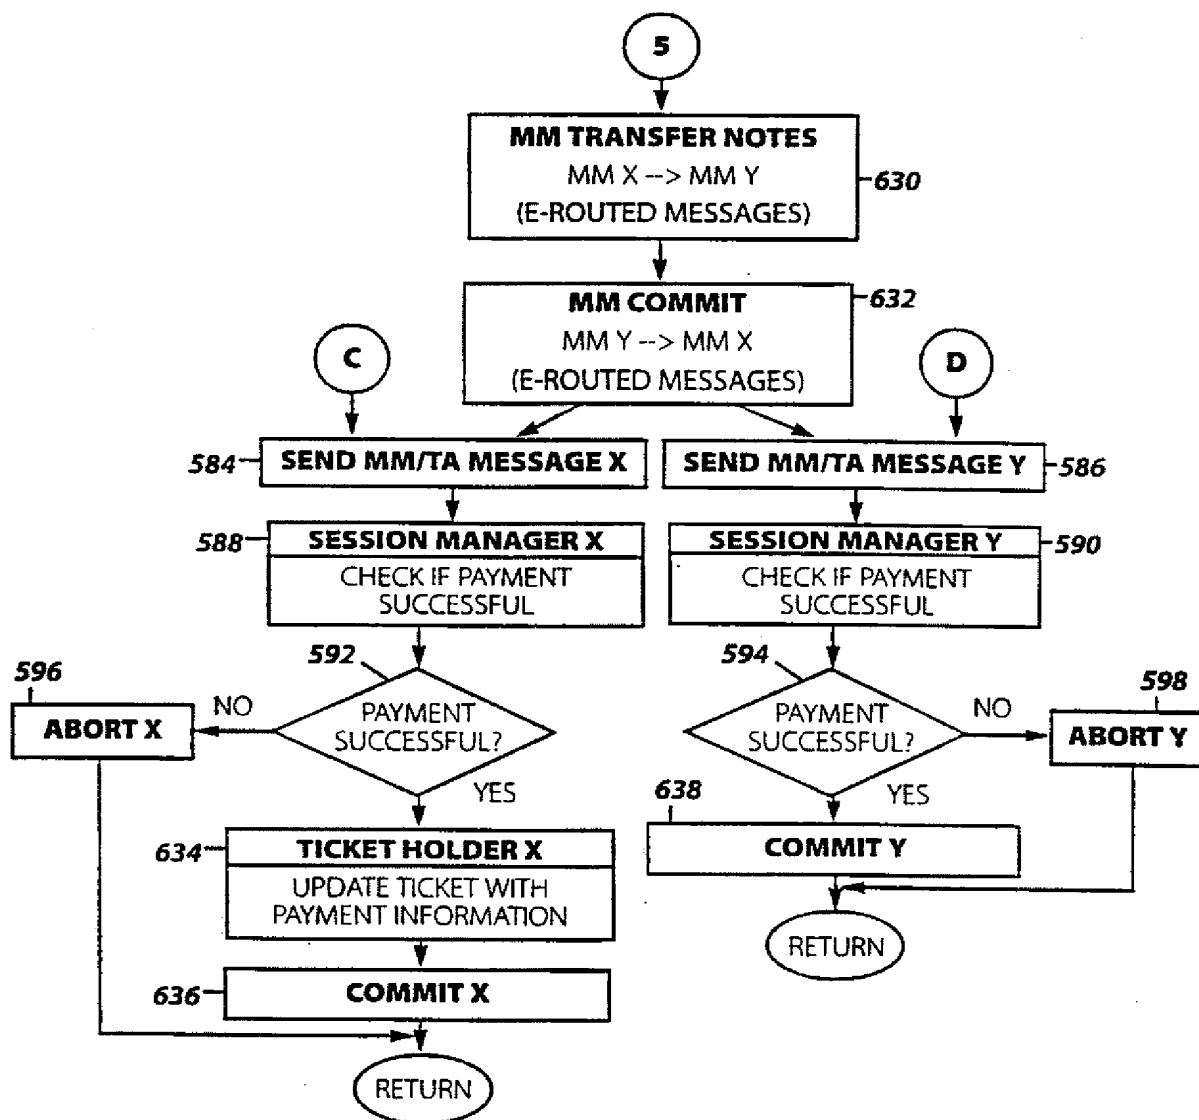 5
MM TRANSFER NOTES
MM X --> MM Y
(E-ROUTED MESSAGES)
630
MM COMMIT
MM Y --> MM X
(E-ROUTED MESSAGES)
632
C
D
584
SEND MM/TA MESSAGE X
SEND MM/TA MESSAGE Y
586
588
SESSION MANAGER X
CHECK IF PAYMENT
SUCCESSFUL
SESSION MANAGER Y
CHECK IF PAYMENT
SUCCESSFUL
590
592
594
596
ABORT X
NO
PAYMENT
SUCCESSFUL?
YES
PAYMENT
SUCCESSFUL?
NO
YES
598
ABORT Y
634
TICKET HOLDER X
UPDATE TICKET WITH
PAYMENT INFORMATION
638
COMMIT Y
RETURN
636
COMMIT X
RETURN